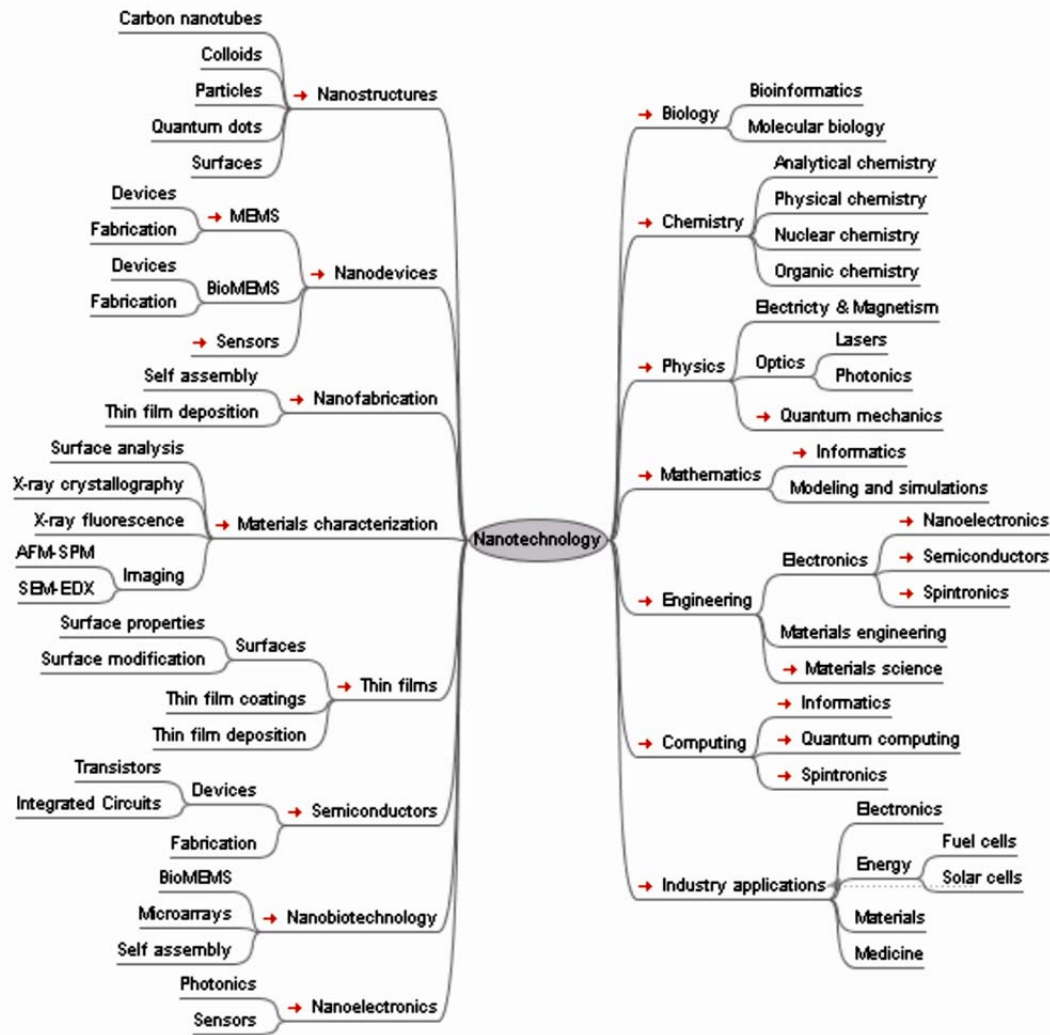 Carbon nanotubes
Colloids
Particles
Quantum dots
Surfaces
Nanostructures
Devices
Fabrication
MEMS
Devices
Fabrication
BioMEMS
Sensors
Nanodevices
Self assembly
Thin film deposition
Nanofabrication
Surface analysis
X-ray crystallography
X-ray fluorescence
AFM-SPM
SEM-EDX
Imaging
Materials characterization
Surface properties
Surface modification
Surfaces
Thin film coatings
Thin film deposition
Thin films
Transistors
Integrated Circuits
Devices
Fabrication
Semiconductors
BioMEMS
Microarrays
Self assembly
Nanobiotechnology
Photonics
Sensors
Nanoelectronics
Nanotechnology
Biology
Bioinformatics
Molecular biology
Chemistry
Analytical chemistry
Physical chemistry
Nuclear chemistry
Organic chemistry
Physics
Electricty & Magnetism
Optics
Lasers
Photonics
Quantum mechanics
Mathematics
Informatics
Modeling and simulations
Engineering
Electronics
Nanoelectronics
Semiconductors
Spintronics
Materials engineering
Materials science
Computing
Informatics
Quantum computing
Spintronics
Industry applications
Electronics
Energy
Fuel cells
Solar cells
Materials
Medicine